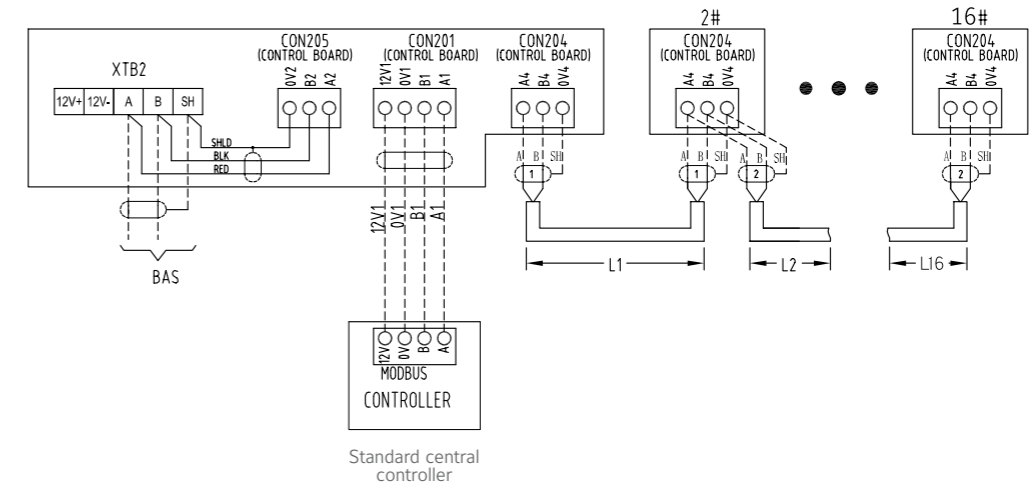 2#
16#
CON205
(CONTROL BOARD)
CON201
(CONTROL BOARD)
CON204
(CONTROL BOARD)
CON204
(CONTROL BOARD)
CON204
(CONTROL BOARD)
XTB2
0V2
B2
A2
12V1
0V1
B1
A1
A4
B4
0V4
A4
B4
0V4
A4
B4
0V4
12V+
12V-
A
B
SH
SHLD
BLK
RED
A
B
SH
1
A
B
SH
1
A
B
SH
2
A
B
SH
2
12V1
0V1
B1
A1
BAS
L1
L2
L16
12V
0V
B
A
MODBUS
CONTROLLER
Standard central
controller